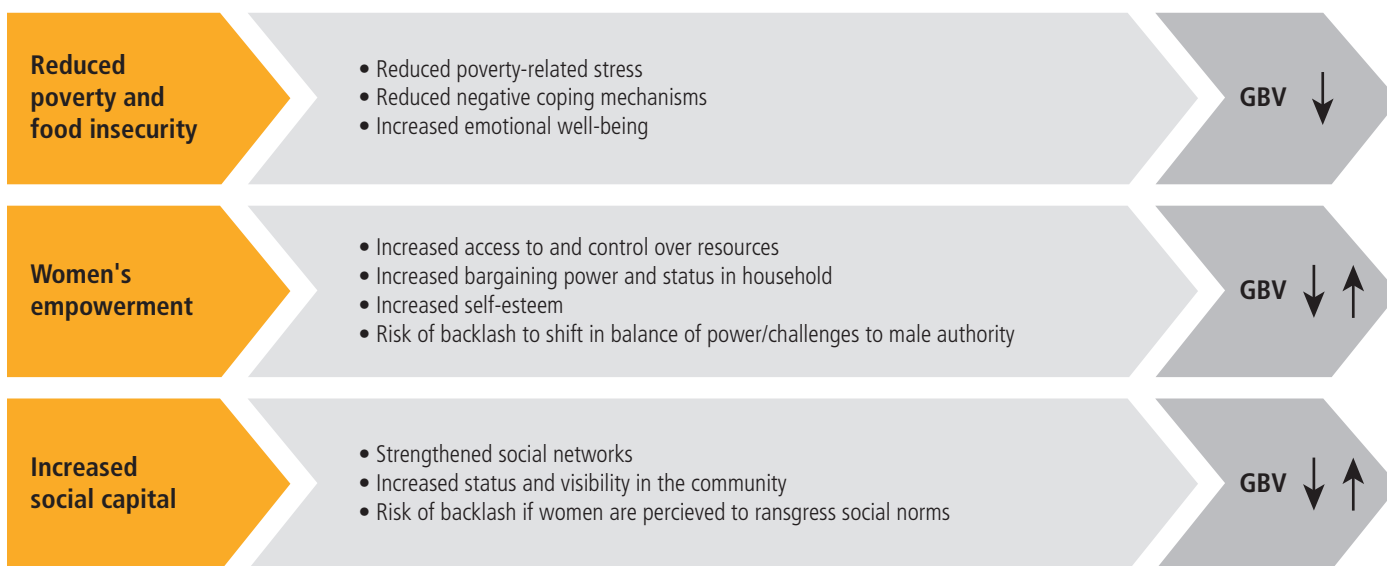 Reduced
poverty and
food insecurity
• Reduced poverty-related stress
• Reduced negative coping mechanisms
• Increased emotional well-being
GBV ↓
Women's
empowerment
• Increased access to and control over resources
• Increased bargaining power and status in household
• Increased self-esteem
• Risk of backlash to shift in balance of power/challenges to male authority
GBV ↓ ↑
Increased
social capital
• Strengthened social networks
• Increased status and visibility in the community
• Risk of backlash if women are percieved to ransgress social norms
GBV ↓ ↑